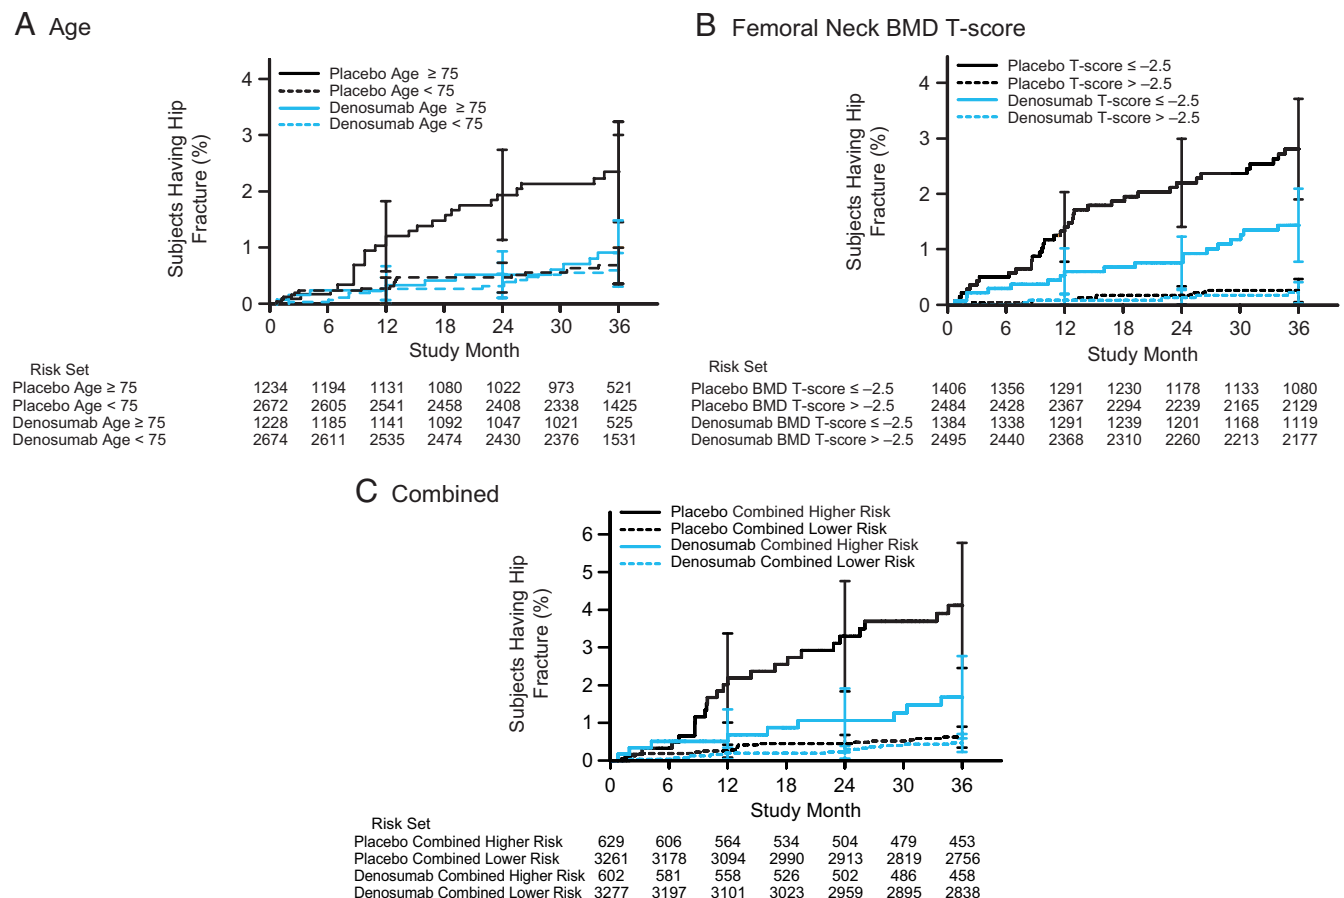 A Age
Subjects Having Hip
Fracture (%)
4
3
2
1
0
Placebo Age ≥ 75
Placebo Age < 75
Denosumab Age ≥ 75
Denosumab Age < 75
0 6 12 18 24 30 36
Study Month
Risk Set
Placebo Age ≥ 75 1234 1194 1131 1080 1022 973 521
Placebo Age < 75 2672 2605 2541 2458 2408 2338 1425
Denosumab Age ≥ 75 1228 1185 1141 1092 1047 1021 525
Denosumab Age < 75 2674 2611 2535 2474 2430 2376 1531
B Femoral Neck BMD T-score
Subjects Having Hip
Fracture (%)
4
3
2
1
0
Placebo T-score ≤ –2.5
Placebo T-score > –2.5
Denosumab T-score ≤ –2.5
Denosumab T-score > –2.5
0 6 12 18 24 30 36
Study Month
Risk Set
Placebo BMD T-score ≤ –2.5 1406 1356 1291 1230 1178 1133 1080
Placebo BMD T-score > –2.5 2484 2428 2367 2294 2239 2165 2129
Denosumab BMD T-score ≤ –2.5 1384 1338 1291 1239 1201 1168 1119
Denosumab BMD T-score > –2.5 2495 2440 2368 2310 2260 2213 2177
C Combined
Subjects Having Hip
Fracture (%)
6
5
4
3
2
1
0
Placebo Combined Higher Risk
Placebo Combined Lower Risk
Denosumab Combined Higher Risk
Denosumab Combined Lower Risk
0 6 12 18 24 30 36
Study Month
Risk Set
Placebo Combined Higher Risk 629 606 564 534 504 479 453
Placebo Combined Lower Risk 3261 3178 3094 2990 2913 2819 2756
Denosumab Combined Higher Risk 602 581 558 526 502 486 458
Denosumab Combined Lower Risk 3277 3197 3101 3023 2959 2895 2838